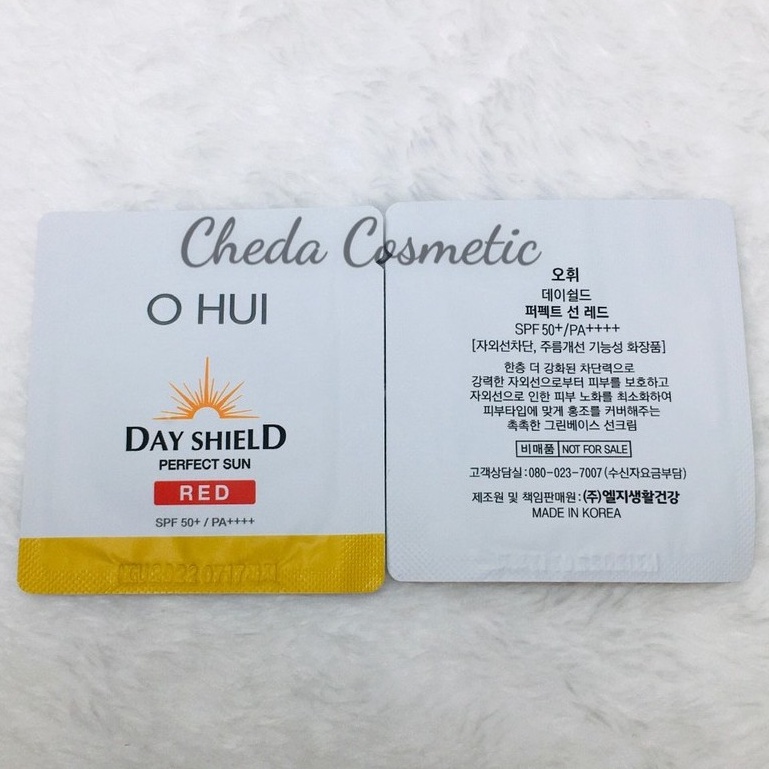 Cheda Cosmetic
O HUI
DAY SHIELD
PERFECT SUN
RED
SPF 50+ / PA++++
오휘
데이쉴드
퍼펙트 선 레드
SPF 50+/PA++++
[자외선차단, 주름개선 기능성 화장품]
한층 더 강화된 차단력으로
강력한 자외선으로부터 피부를 보호하고
자외선으로 인한 피부 노화를 최소화하여
피부타입에 맞게 홍조를 커버해주는
촉촉한 그린베이스 선크림
비매품 NOT FOR SALE
고객상담실 : 080-023-7007 (수신자요금부담)
제조원 및 책임판매원 : (주)엘지생활건강
MADE IN KOREA